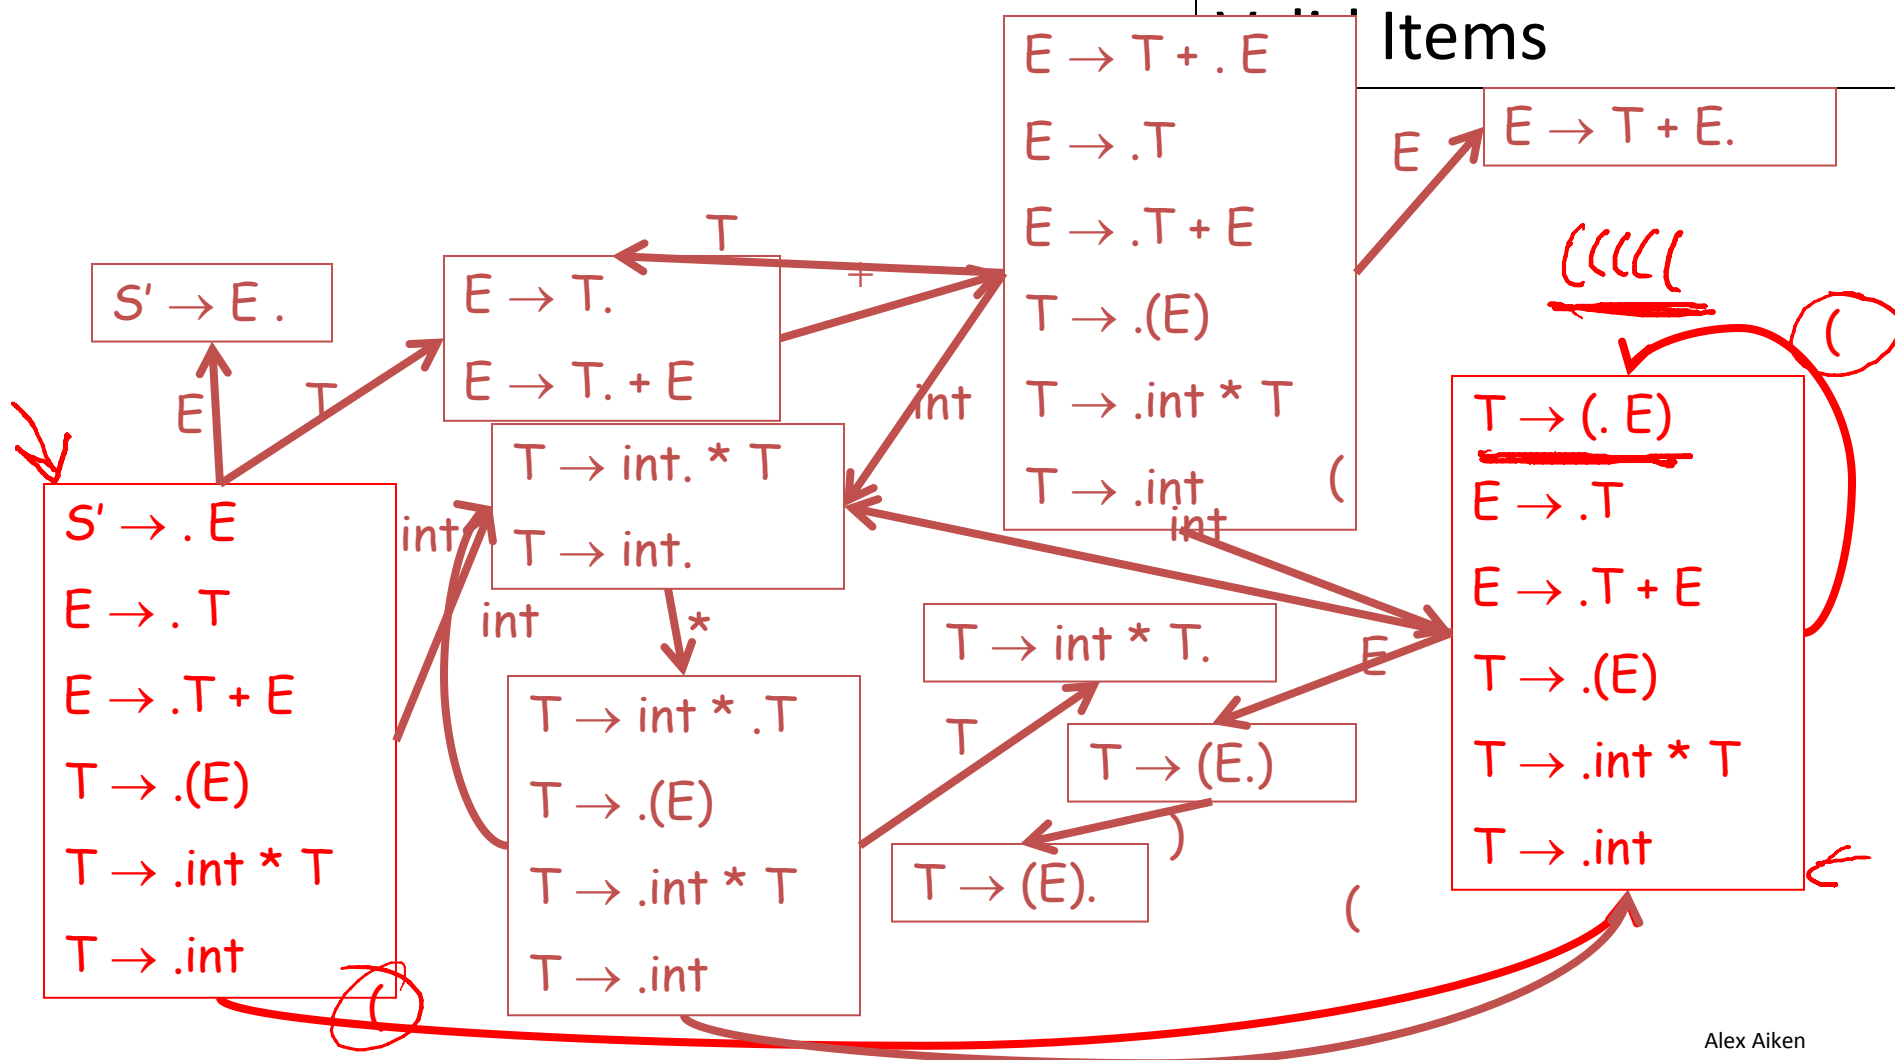 Items
E → T + . E
E → .T
E → .T + E
T → .(E)
T → .int * T
T → .int
(
E
E → T + E.
T
+
S' → E .
E → T.
E → T. + E
E
T
int
(((((
(
T → int. * T
T → int.
int
int
int
*
S' → . E
E → . T
E → .T + E
T → .(E)
T → .int * T
T → .int
(
T → int * .T
T → .(E)
T → .int * T
T → .int
T
T → int * T.
E
T → (E.)
)
T → (E).
(
T → (. E)
E → .T
E → .T + E
T → .(E)
T → .int * T
T → .int
Alex Aiken